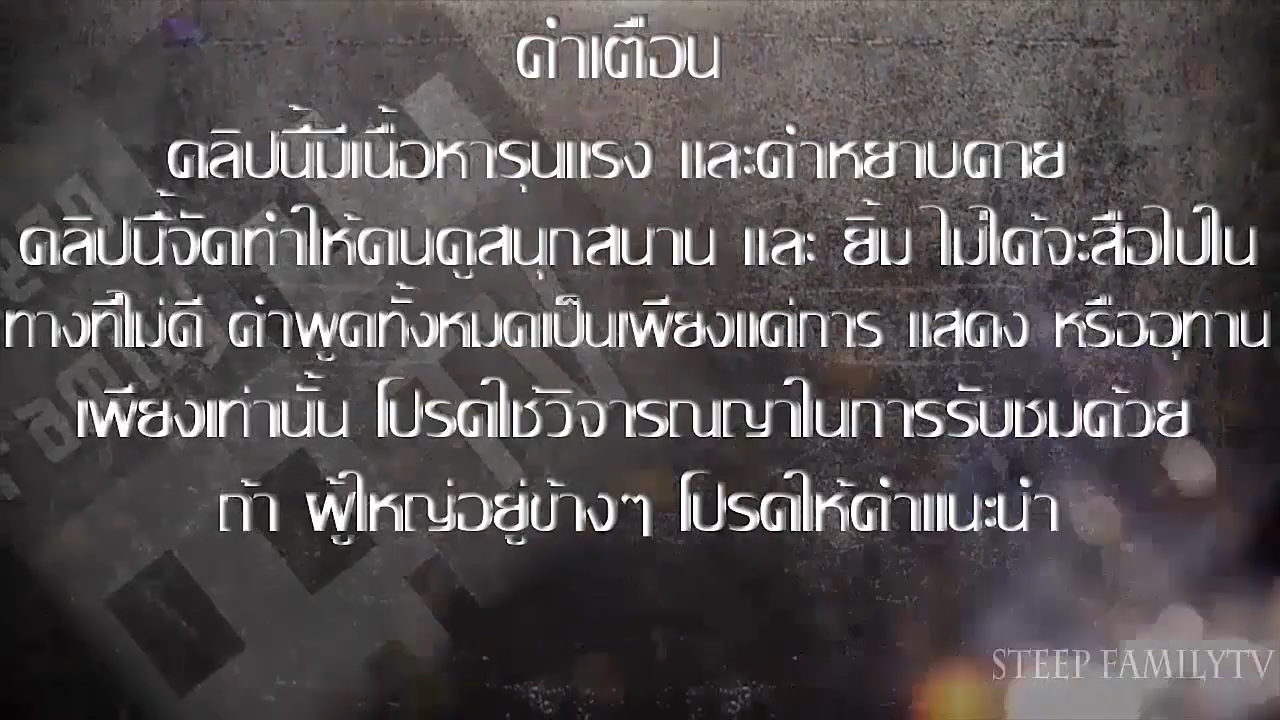 คำเตือน
คลิปนี้มีเนื้อหารุนแรง และคำหยาบคาย
คลิปนี้จัดทำให้คนดูสนุกสนาน และ ยิ้ม ไม่ได้จะสื่อไปใน
ทางที่ไม่ดี คำพูดทั้งหมดเป็นเพียงแค่การ แสดง หรืออุทาน
เพียงเท่านั้น โปรดใช้วิจารณญาในการรับชมด้วย
ถ้า ผู้ใหญ่อยู่ข้างๆ โปรดให้คำแนะนำ
STEEP FAMILYTV